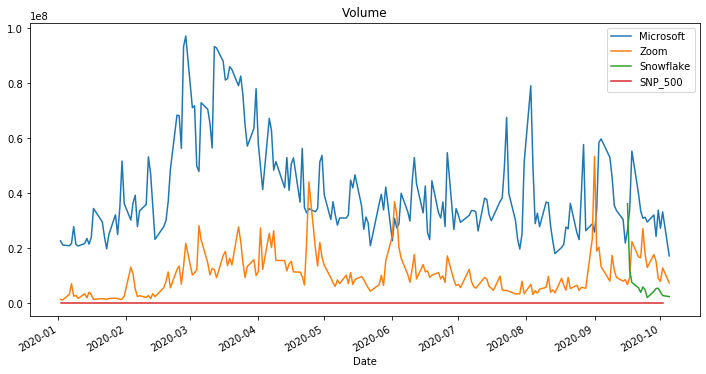 Volume
1e8
1.0
0.8
0.6
0.4
0.2
0.0
Microsoft
Zoom
Snowflake
SNP_500
2020-01
2020-02
2020-03
2020-04
2020-05
2020-06
2020-07
2020-08
2020-09
2020-10
Date